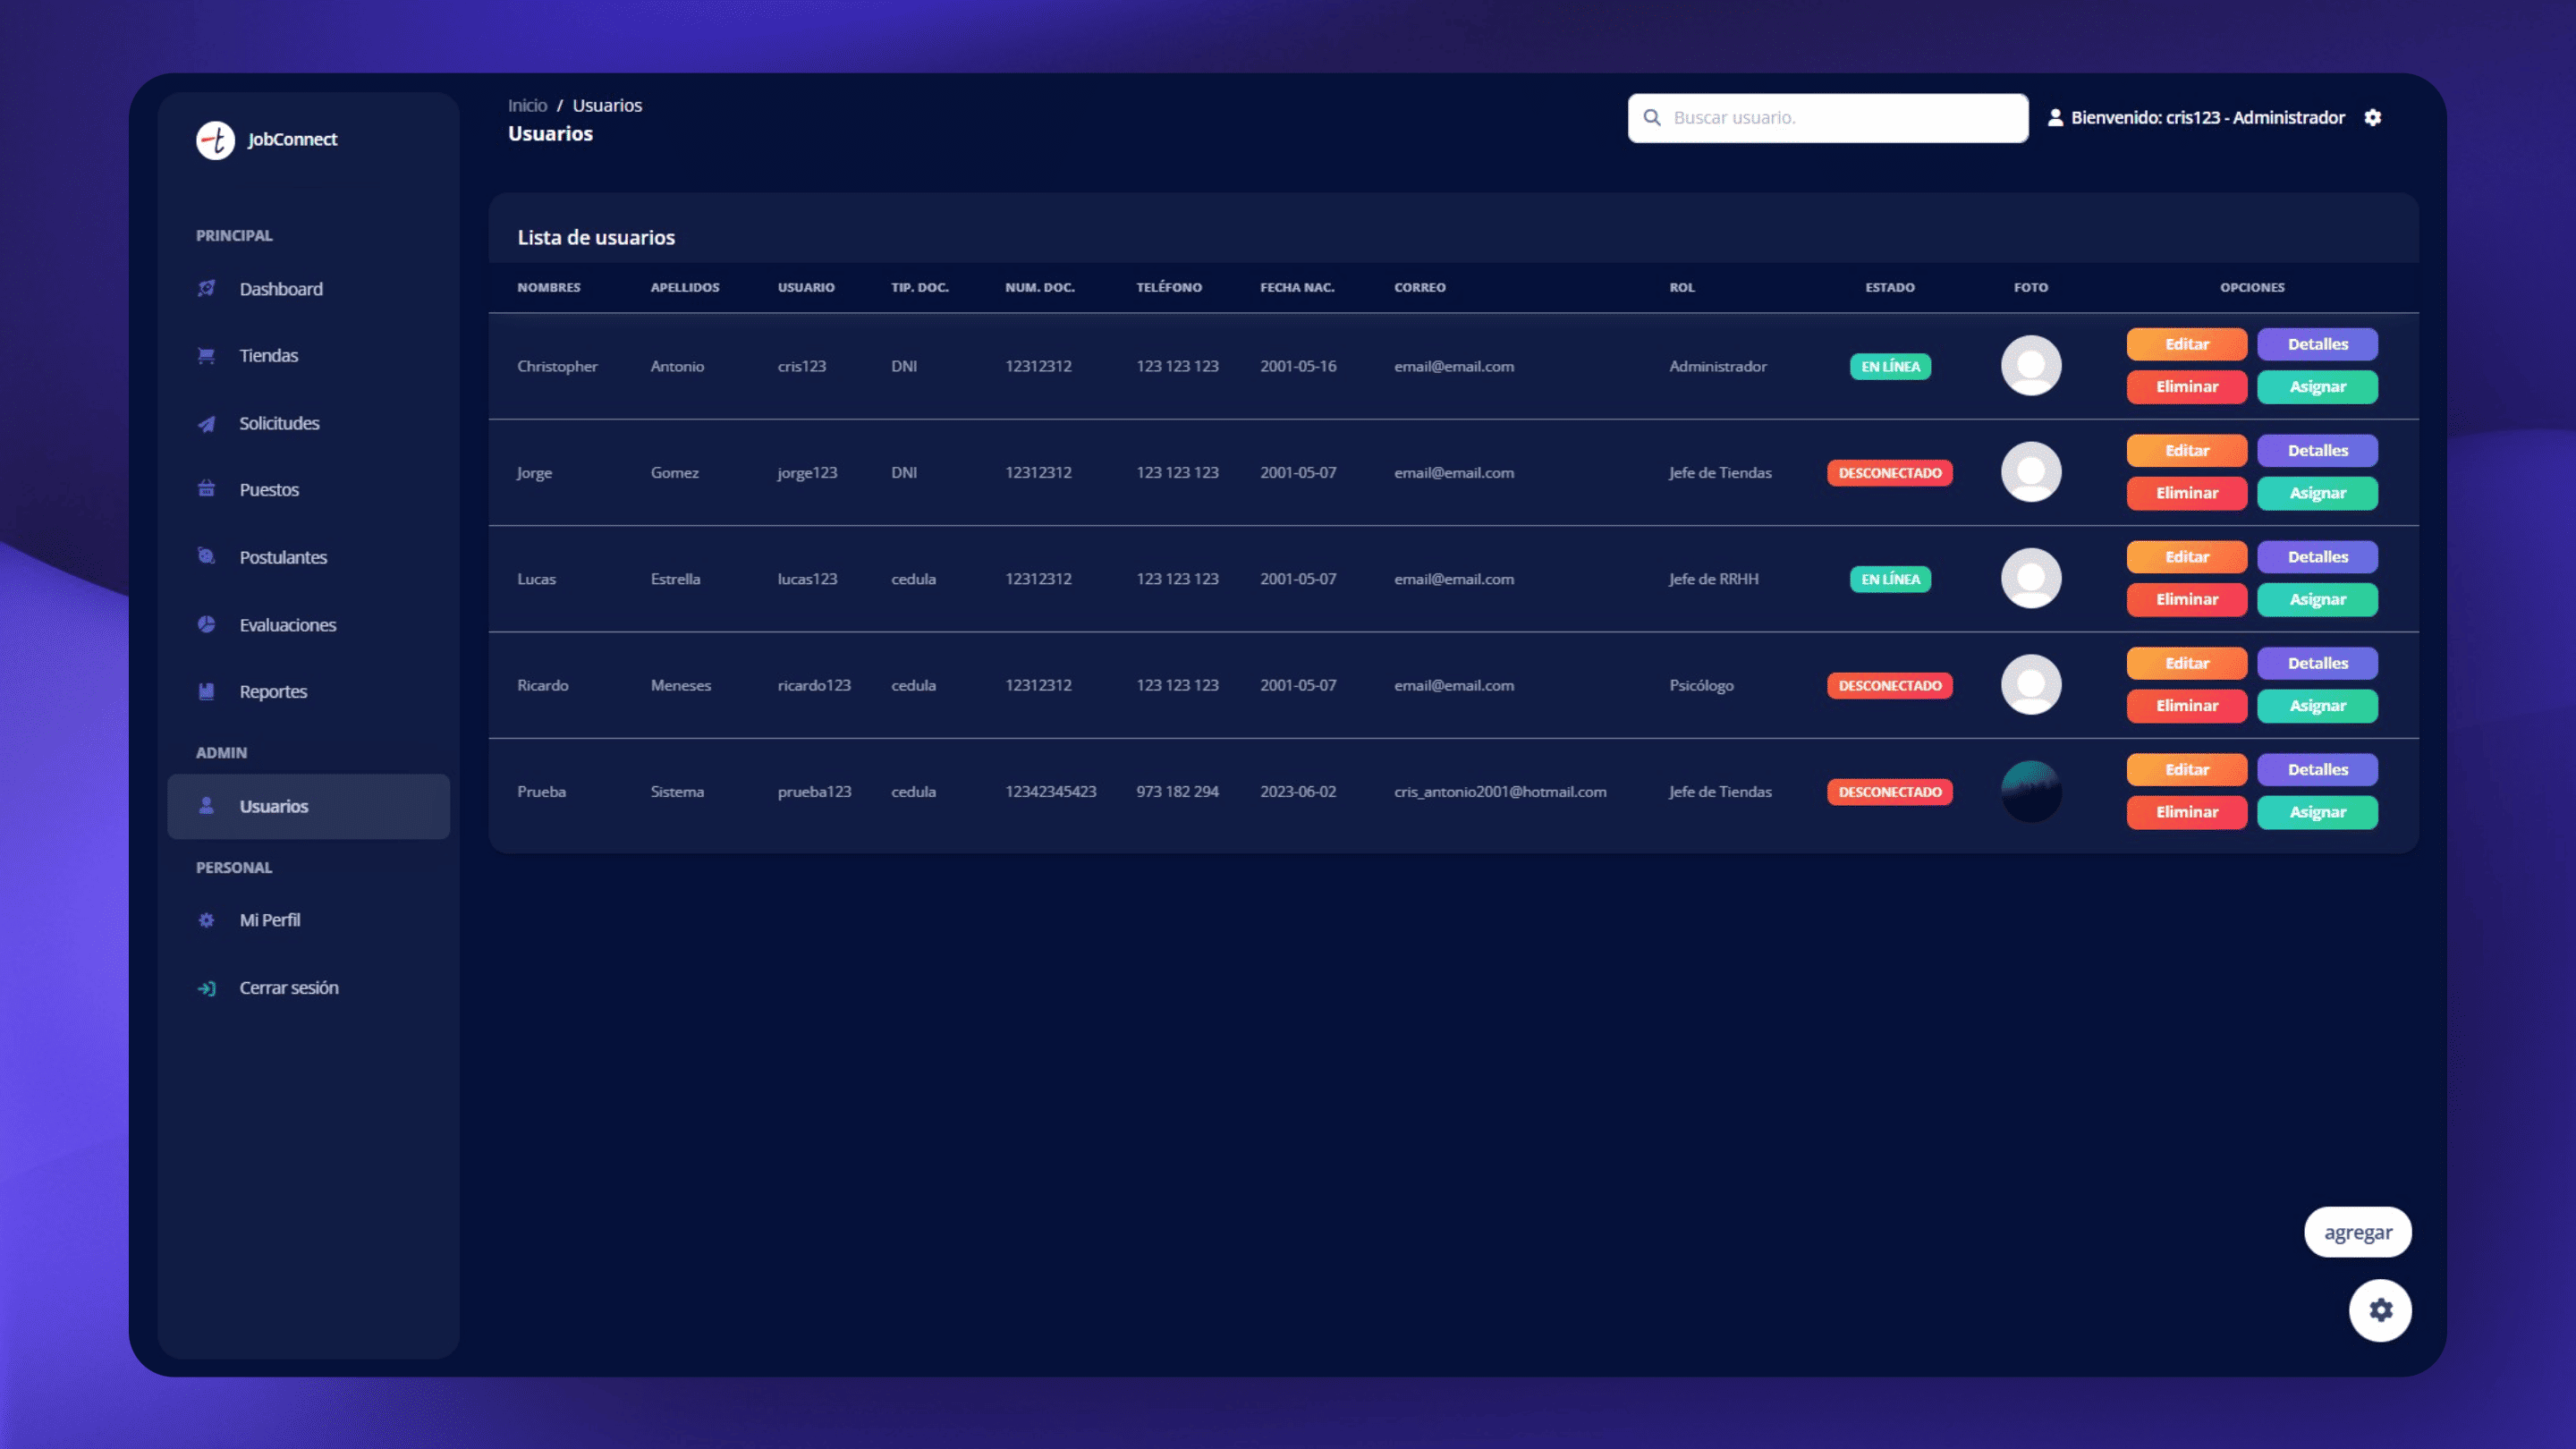 JobConnect
PRINCIPAL
Dashboard
Tiendas
Solicitudes
Puestos
Postulantes
Evaluaciones
Reportes
ADMIN
Usuarios
PERSONAL
Mi Perfil
Cerrar sesión
Inicio / Usuarios
Usuarios
Buscar usuario.
Bienvenido: cris123 - Administrador
Lista de usuarios
NOMBRES APELLIDOS USUARIO TIP. DOC. NUM. DOC. TELÉFONO FECHA NAC. CORREO ROL ESTADO FOTO OPCIONES
Christopher Antonio cris123 DNI 12312312 123 123 123 2001-05-16 email@email.com Administrador EN LÍNEA
Editar Detalles
Eliminar Asignar
Jorge Gomez jorge123 DNI 12312312 123 123 123 2001-05-07 email@email.com Jefe de Tiendas DESCONECTADO
Editar Detalles
Eliminar Asignar
Lucas Estrella lucas123 cedula 12312312 123 123 123 2001-05-07 email@email.com Jefe de RRHH EN LÍNEA
Editar Detalles
Eliminar Asignar
Ricardo Meneses ricardo123 cedula 12312312 123 123 123 2001-05-07 email@email.com Psicólogo DESCONECTADO
Editar Detalles
Eliminar Asignar
Prueba Sistema prueba123 cedula 12342345423 973 182 294 2023-06-02 cris_antonio2001@hotmail.com Jefe de Tiendas DESCONECTADO
Editar Detalles
Eliminar Asignar
agregar